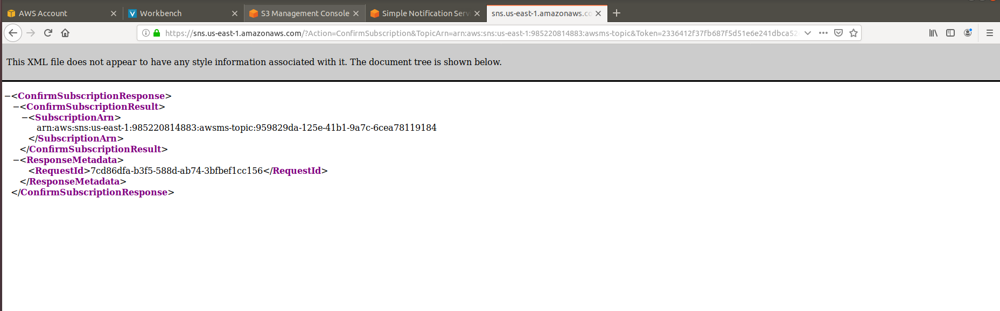 AWS Account
Workbench
S3 Management Console
Simple Notification Serv
sns.us-east-1.amazonaws.co
https://sns.us-east-1.amazonaws.com/?Action=ConfirmSubscription&TopicArn=arn:aws:sns:us-east-1:985220814883:awsms-topic&Token=2336412f37fb687f5d51e6e241dbca52
This XML file does not appear to have any style information associated with it. The document tree is shown below.
−<ConfirmSubscriptionResponse>
−<ConfirmSubscriptionResult>
−<SubscriptionArn>
arn:aws:sns:us-east-1:985220814883:awsms-topic:959829da-125e-41b1-9a7c-6cea78119184
</SubscriptionArn>
</ConfirmSubscriptionResult>
−<ResponseMetadata>
<RequestId>7cd86dfa-b3f5-588d-ab74-3bfbef1cc156</RequestId>
</ResponseMetadata>
</ConfirmSubscriptionResponse>